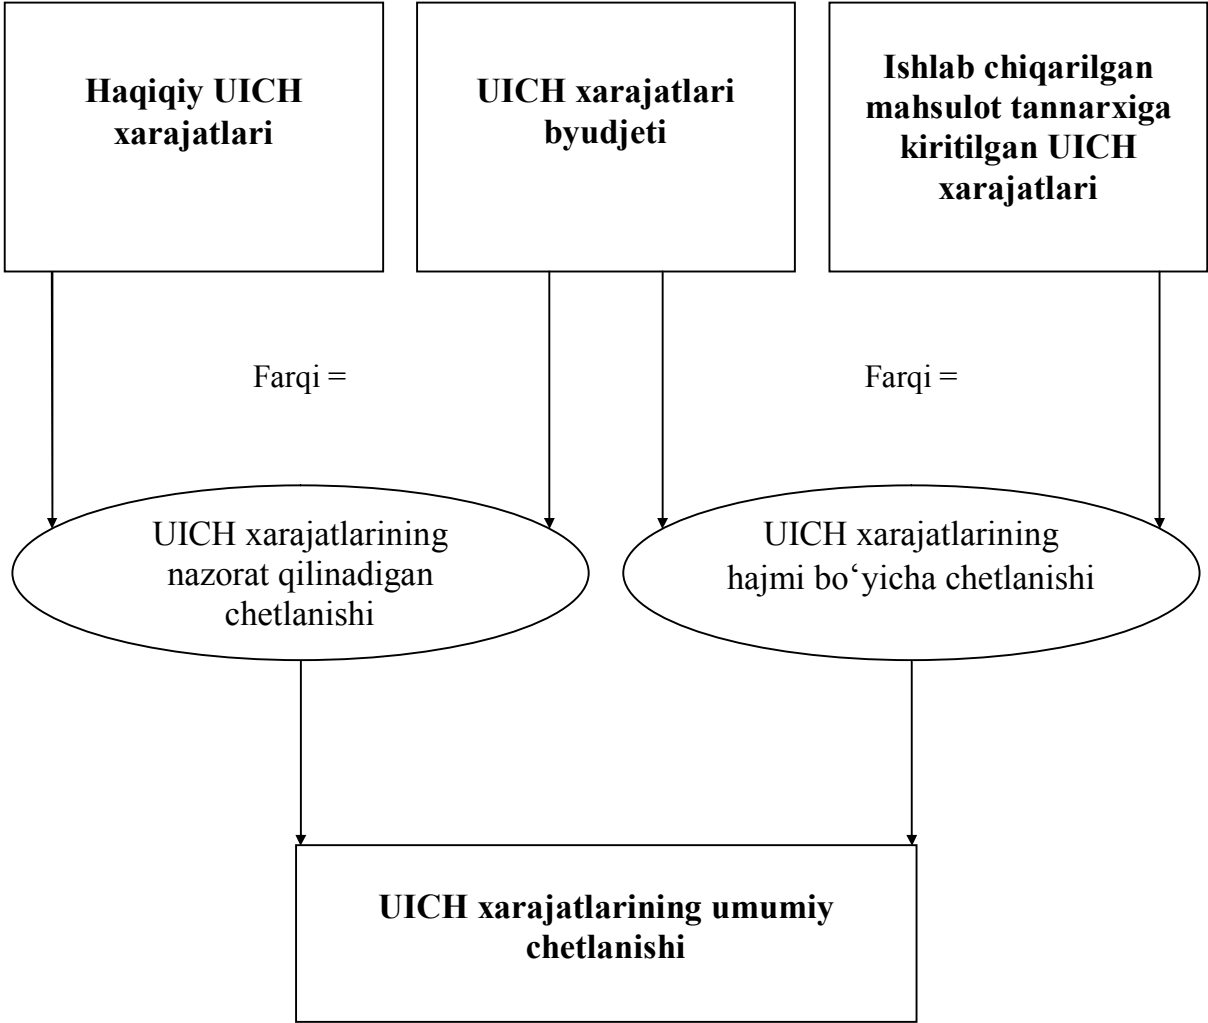 Haqiqiy UICH
xarajatlari
UICH xarajatlari
byudjeti
Ishlab chiqarilgan
mahsulot tannarxiga
kiritilgan UICH
xarajatlari
Farqi =
Farqi =
UICH xarajatlarining
nazorat qilinadigan
chetlanishi
UICH xarajatlarining
hajmi bo‘yicha chetlanishi
UICH xarajatlarining umumiy
chetlanishi